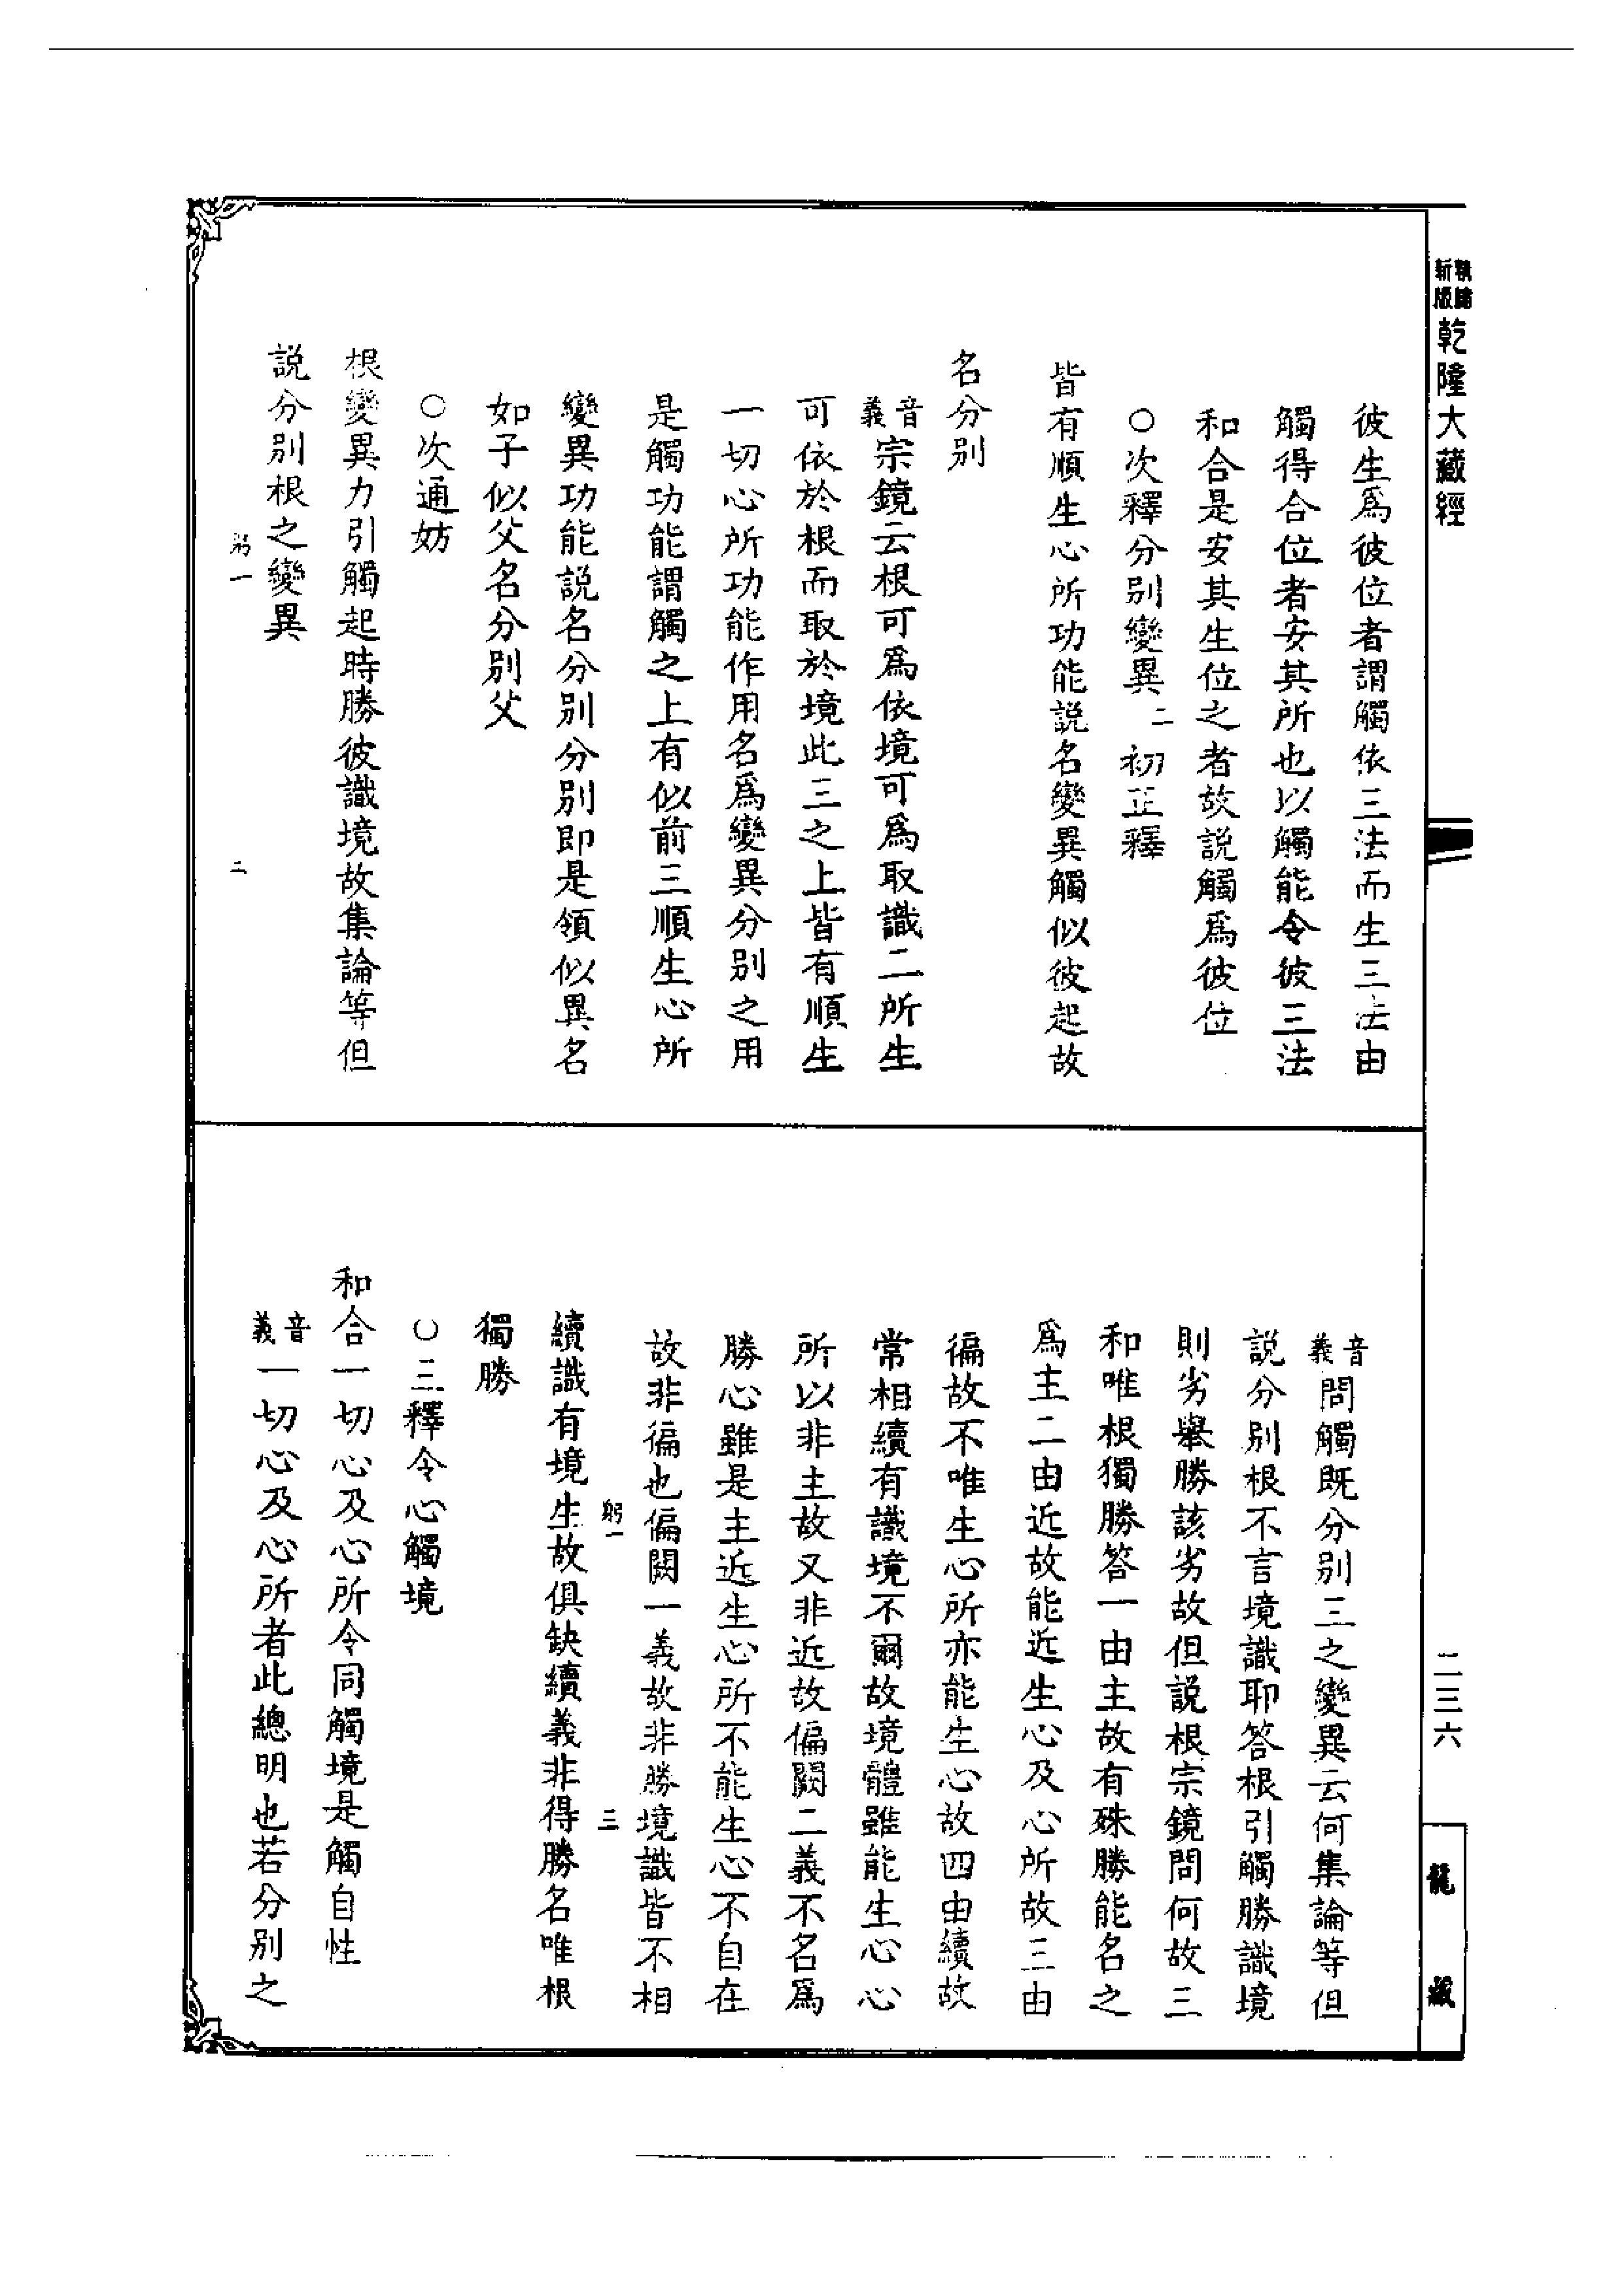 新版
乾隆大藏經
彼生爲彼位者謂觸依三法而生三法由
觸得合位者安其所也以觸能令彼三法
和合是安其生位之者故説觸爲彼位
○次釋分別變異二初正釋
皆有順生心所功能説名變異觸似彼起故
名分別
音義宗鏡云根可爲依境可爲取識二所生
可依於根而取於境此三之上皆有順生
一切心所功能作用名爲變異分別之用
是觸功能謂觸之上有似前三順生心所
變異功能説名分別分別即是領似異名
如子似父名分別父
○次通妨
根變異力引觸起時勝彼識境故集論等但
説分別根之變異
一
二
音義問觸既分別三之變異云何集論等但
説分別根不言境識耶答根引觸勝識境
則劣舉勝該劣故但説根宗鏡問何故三
和唯根獨勝答一由主故有殊勝能名之
爲主二由近故能近生心及心所故三由
徧故不唯生心所亦能生心故四由續故
常相續有識境不爾故境體雖能生心心
所以非主故又非近故偏闕二義不名爲
勝心雖是主近生心所不能生心不自在
故非徧也偏闕一義故非勝境識皆不相
躬一
三
續識有境生故俱缺續義非得勝名唯根
獨勝
○三釋令心觸境
和合一切心及心所令同觸境是觸自性
音義一切心及心所者此總明也若分別之
二三六
龍藏